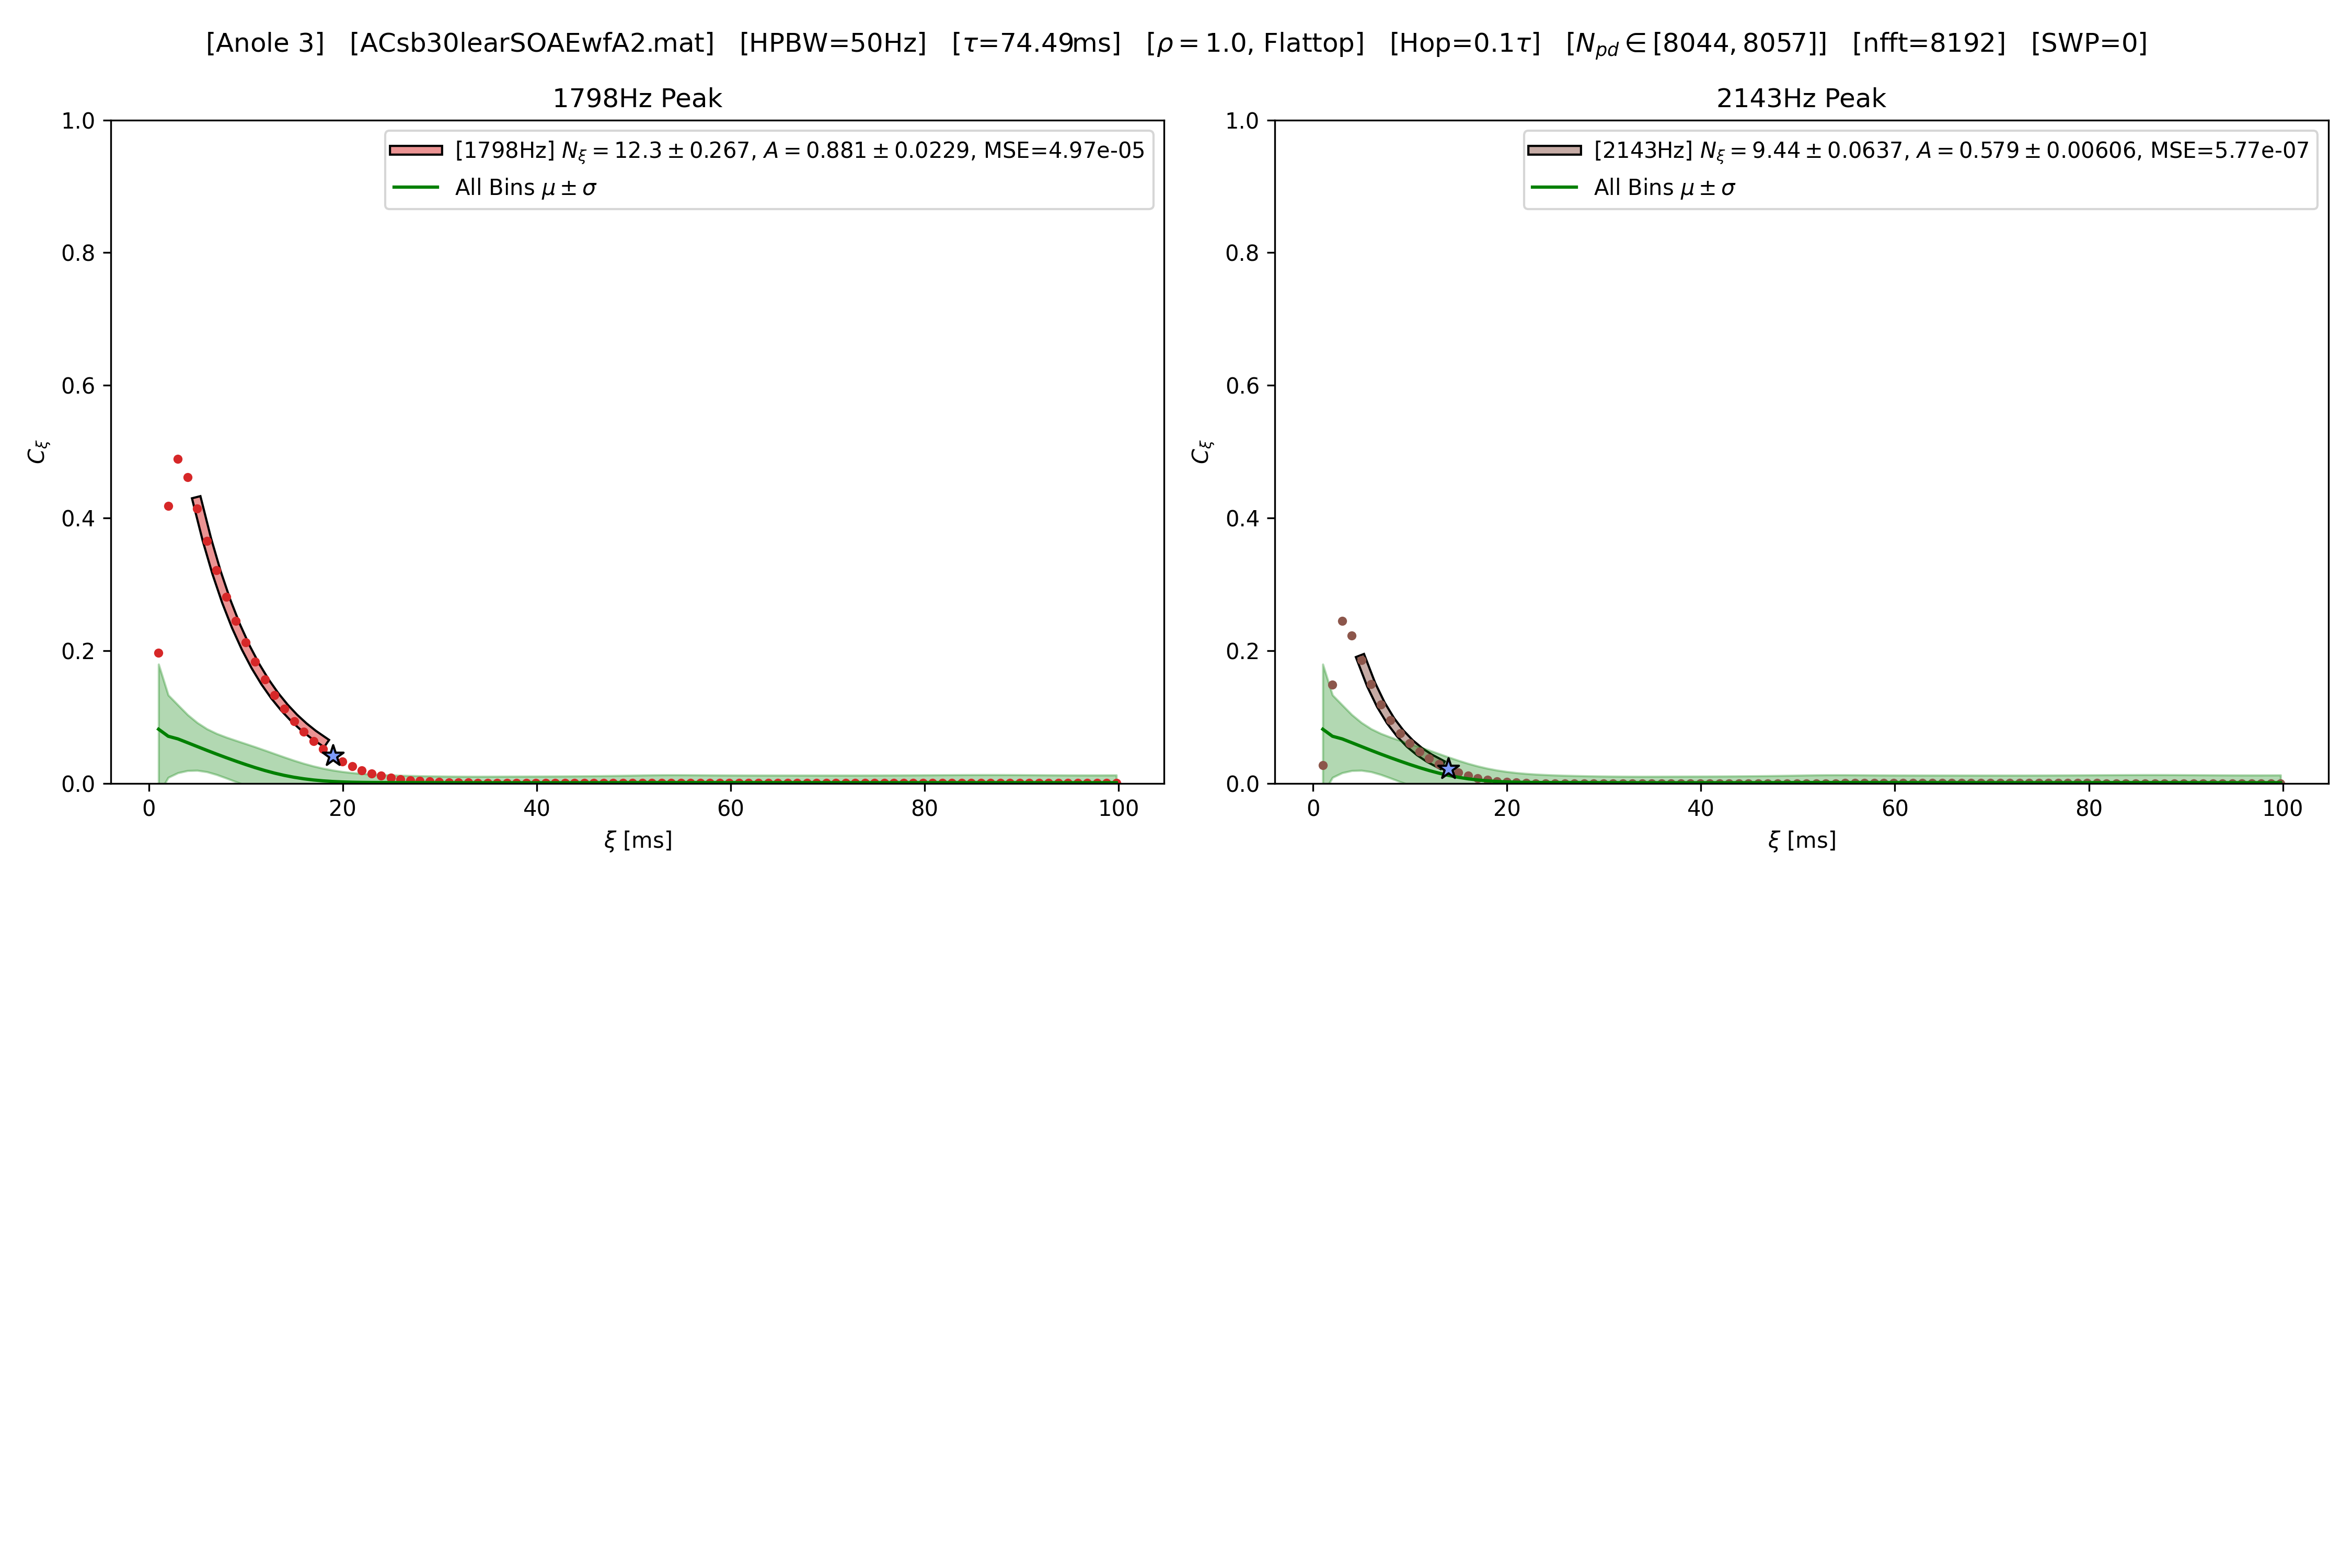 [Anole 3] [ACsb30learSOAEwfA2.mat] [HPBW=50Hz] [τ=74.49ms] [ρ = 1.0, Flattop] [Hop=0.1τ] [N_pd ∈ [8044, 8057]] [nfft=8192] [SWP=0]
1798Hz Peak
[1798Hz] N_ξ = 12.3 ± 0.267, A = 0.881 ± 0.0229, MSE=4.97e-05
All Bins μ ± σ
1.0
0.8
0.6
0.4
0.2
0.0
C_ξ
0 20 40 60 80 100
ξ [ms]
2143Hz Peak
[2143Hz] N_ξ = 9.44 ± 0.0637, A = 0.579 ± 0.00606, MSE=5.77e-07
All Bins μ ± σ
1.0
0.8
0.6
0.4
0.2
0.0
C_ξ
0 20 40 60 80 100
ξ [ms]